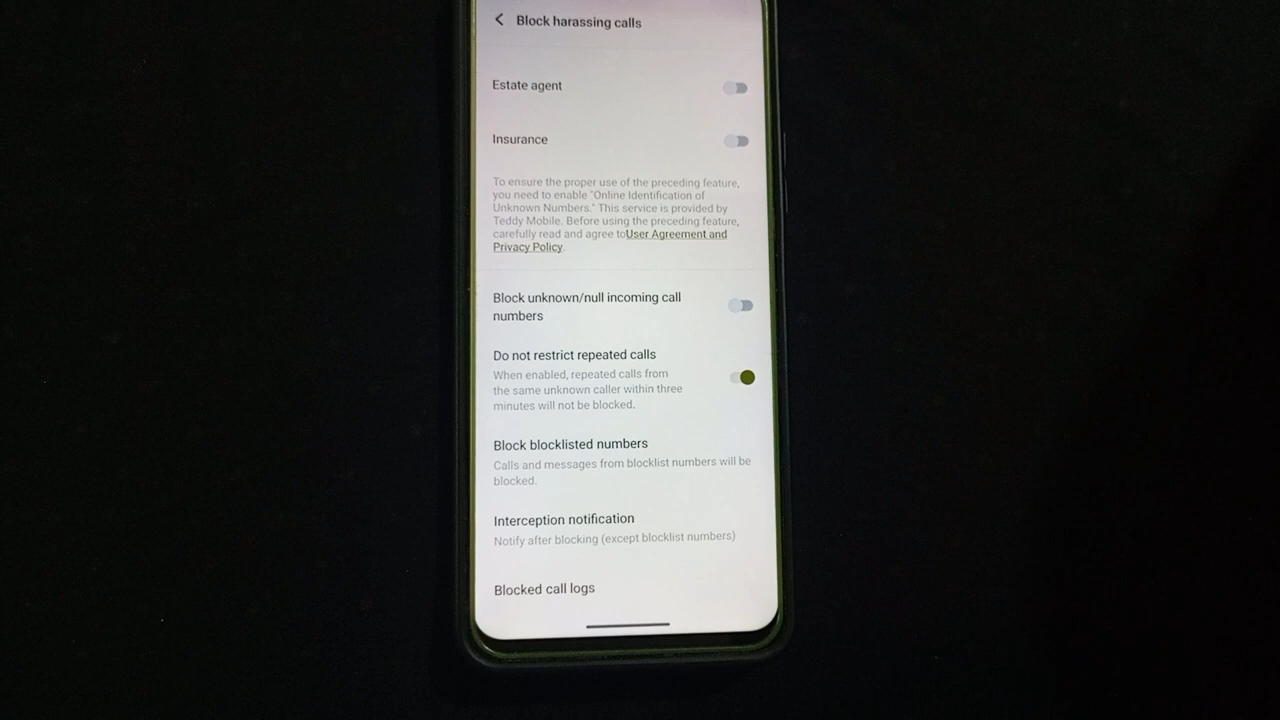 Block harassing calls
Estate agent
Insurance
To ensure the proper use of the preceding feature,
you need to enable "Online Identification of
Unknown Numbers." This service is provided by
Teddy Mobile. Before using the preceding feature,
carefully read and agree toUser Agreement and
Privacy Policy.
Block unknown/null incoming call
numbers
Do not restrict repeated calls
When enabled, repeated calls from
the same unknown caller within three
minutes will not be blocked.
Block blocklisted numbers
Calls and messages from blocklist numbers will be
blocked.
Interception notification
Notify after blocking (except blocklist numbers)
Blocked call logs